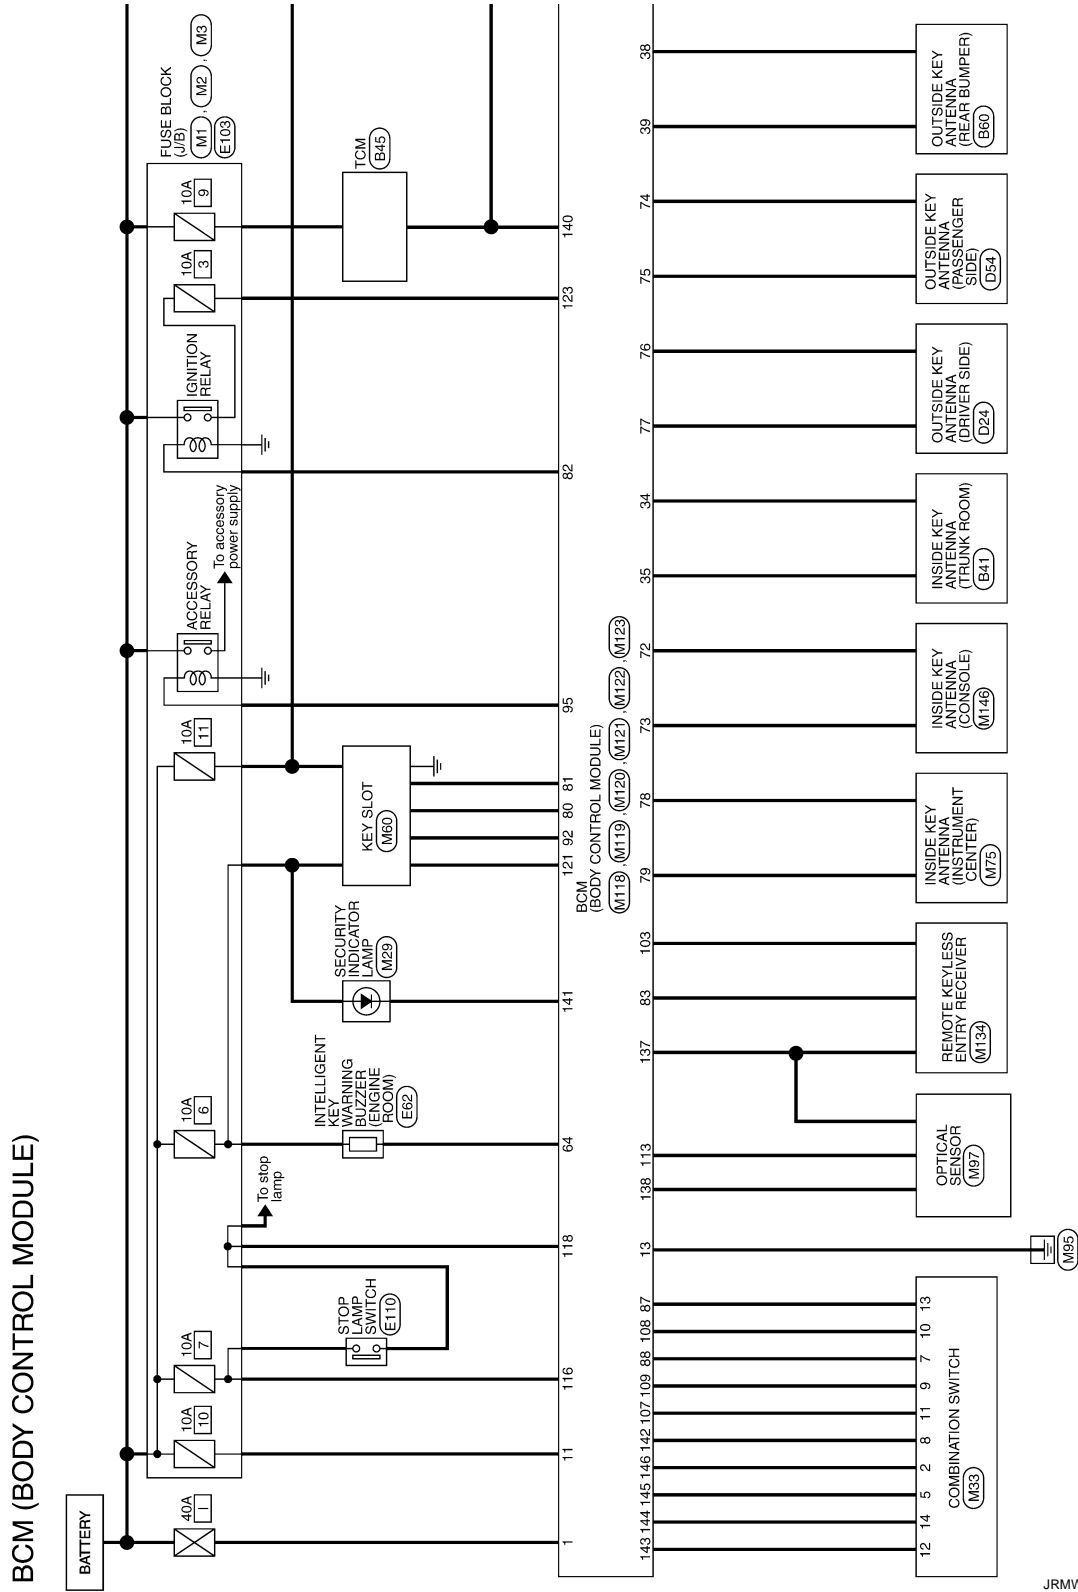 BCM (BODY CONTROL MODULE)
BATTERY
40A
I
10A
10
10A
7
10A
6
10A
11
ACCESSORY
RELAY
To accessory
power supply
IGNITION
RELAY
10A
3
10A
9
FUSE BLOCK
(J/B)
M1 , M2 , M3
E103
STOP
LAMP
SWITCH
E110
To stop
lamp
INTELLIGENT
KEY
WARNING
BUZZER
(ENGINE
ROOM)
E62
SECURITY
INDICATOR
LAMP
M29
KEY SLOT
M60
TCM
B45
1
11
116
118
64
141
121
92
80
81
95
82
123
140
BCM
(BODY CONTROL MODULE)
M118 , M119 , M120 , M121 , M122 , M123
143
144
145
146
142
107
109
88
108
87
13
138
113
137
83
103
79
78
73
72
35
34
77
76
75
74
39
38
12
14
5
2
8
11
9
7
10
13
COMBINATION SWITCH
M33
M95
OPTICAL
SENSOR
M97
REMOTE KEYLESS
ENTRY RECEIVER
M134
INSIDE KEY
ANTENNA
(INSTRUMENT
CENTER)
M75
INSIDE KEY
ANTENNA
(CONSOLE)
M146
INSIDE KEY
ANTENNA
(TRUNK ROOM)
B41
OUTSIDE KEY
ANTENNA
(DRIVER SIDE)
D24
OUTSIDE KEY
ANTENNA
(PASSENGER
SIDE)
D54
OUTSIDE KEY
ANTENNA
(REAR BUMPER)
B60